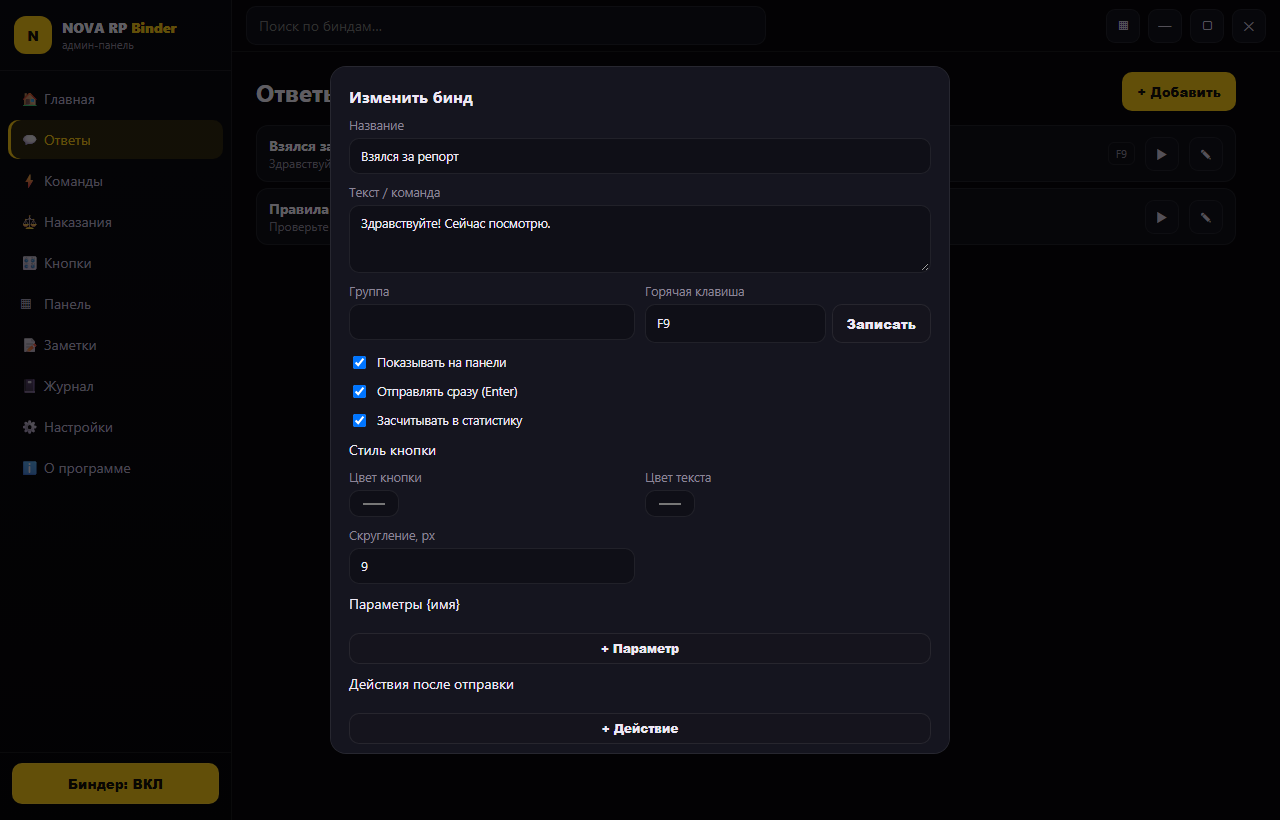 N
NOVA RP Binder
админ-панель
Поиск по биндам...
Главная
Ответы
Команды
Наказания
Кнопки
Панель
Заметки
Журнал
Настройки
О программе
Биндер: ВКЛ
Ответы
+ Добавить
Взялся за
Здравствуй
F9
Правила
Проверьте
Изменить бинд
Название
Взялся за репорт
Текст / команда
Здравствуйте! Сейчас посмотрю.
Группа
Горячая клавиша
F9
Записать
Показывать на панели
Отправлять сразу (Enter)
Засчитывать в статистику
Стиль кнопки
Цвет кнопки
Цвет текста
Скругление, px
9
Параметры {имя}
+ Параметр
Действия после отправки
+ Действие